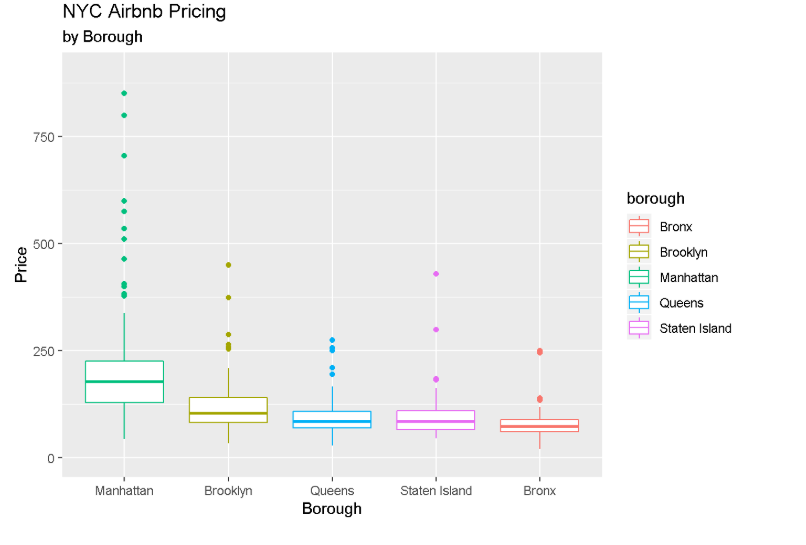 NYC Airbnb Pricing
by Borough
Price
750
500
250
0
Manhattan
Brooklyn
Queens
Staten Island
Bronx
Borough
borough
Bronx
Brooklyn
Manhattan
Queens
Staten Island